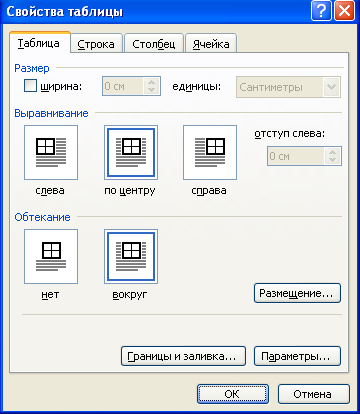 Свойства таблицы
Таблица Строка Столбец Ячейка
Размер
ширина: 0 см единицы: Сантиметры
Выравнивание
отступ слева:
0 см
слева по центру справа
Обтекание
нет вокруг
Размещение...
Границы и заливка... Параметры...
ОК Отмена